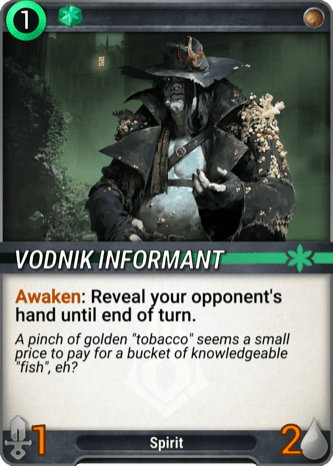 1
VODNIK INFORMANT
Awaken: Reveal your opponent's
hand until end of turn.
A pinch of golden "tobacco" seems a small
price to pay for a bucket of knowledgeable
"fish", eh?
1
Spirit
2